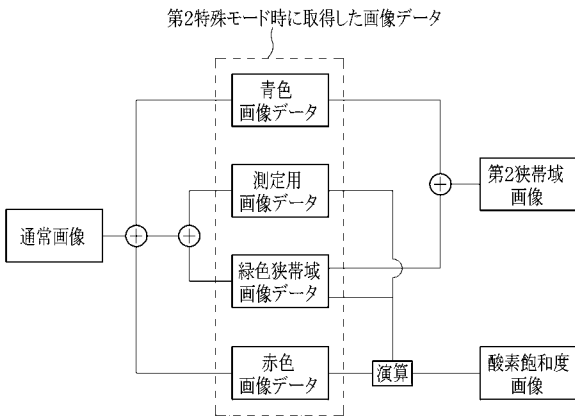 第2特殊モード時に取得した画像データ
青色
画像データ
測定用
画像データ
第2狭帯域
画像
通常画像
緑色狭帯域
画像データ
赤色
画像データ
演算
酸素飽和度
画像